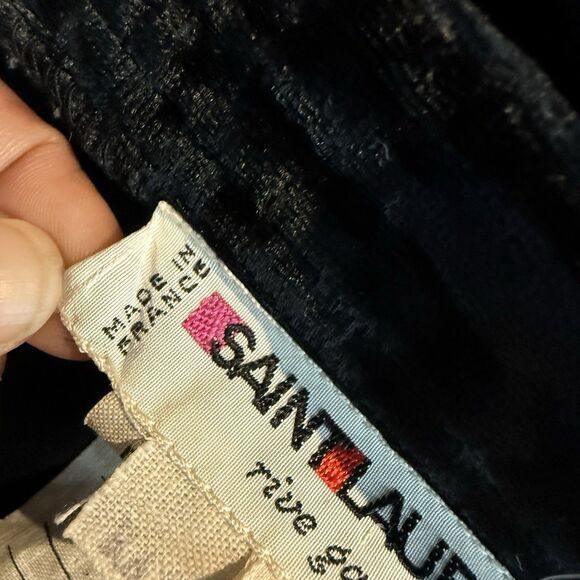 MADE IN
FRANCE
SAINT LAU
rive ga